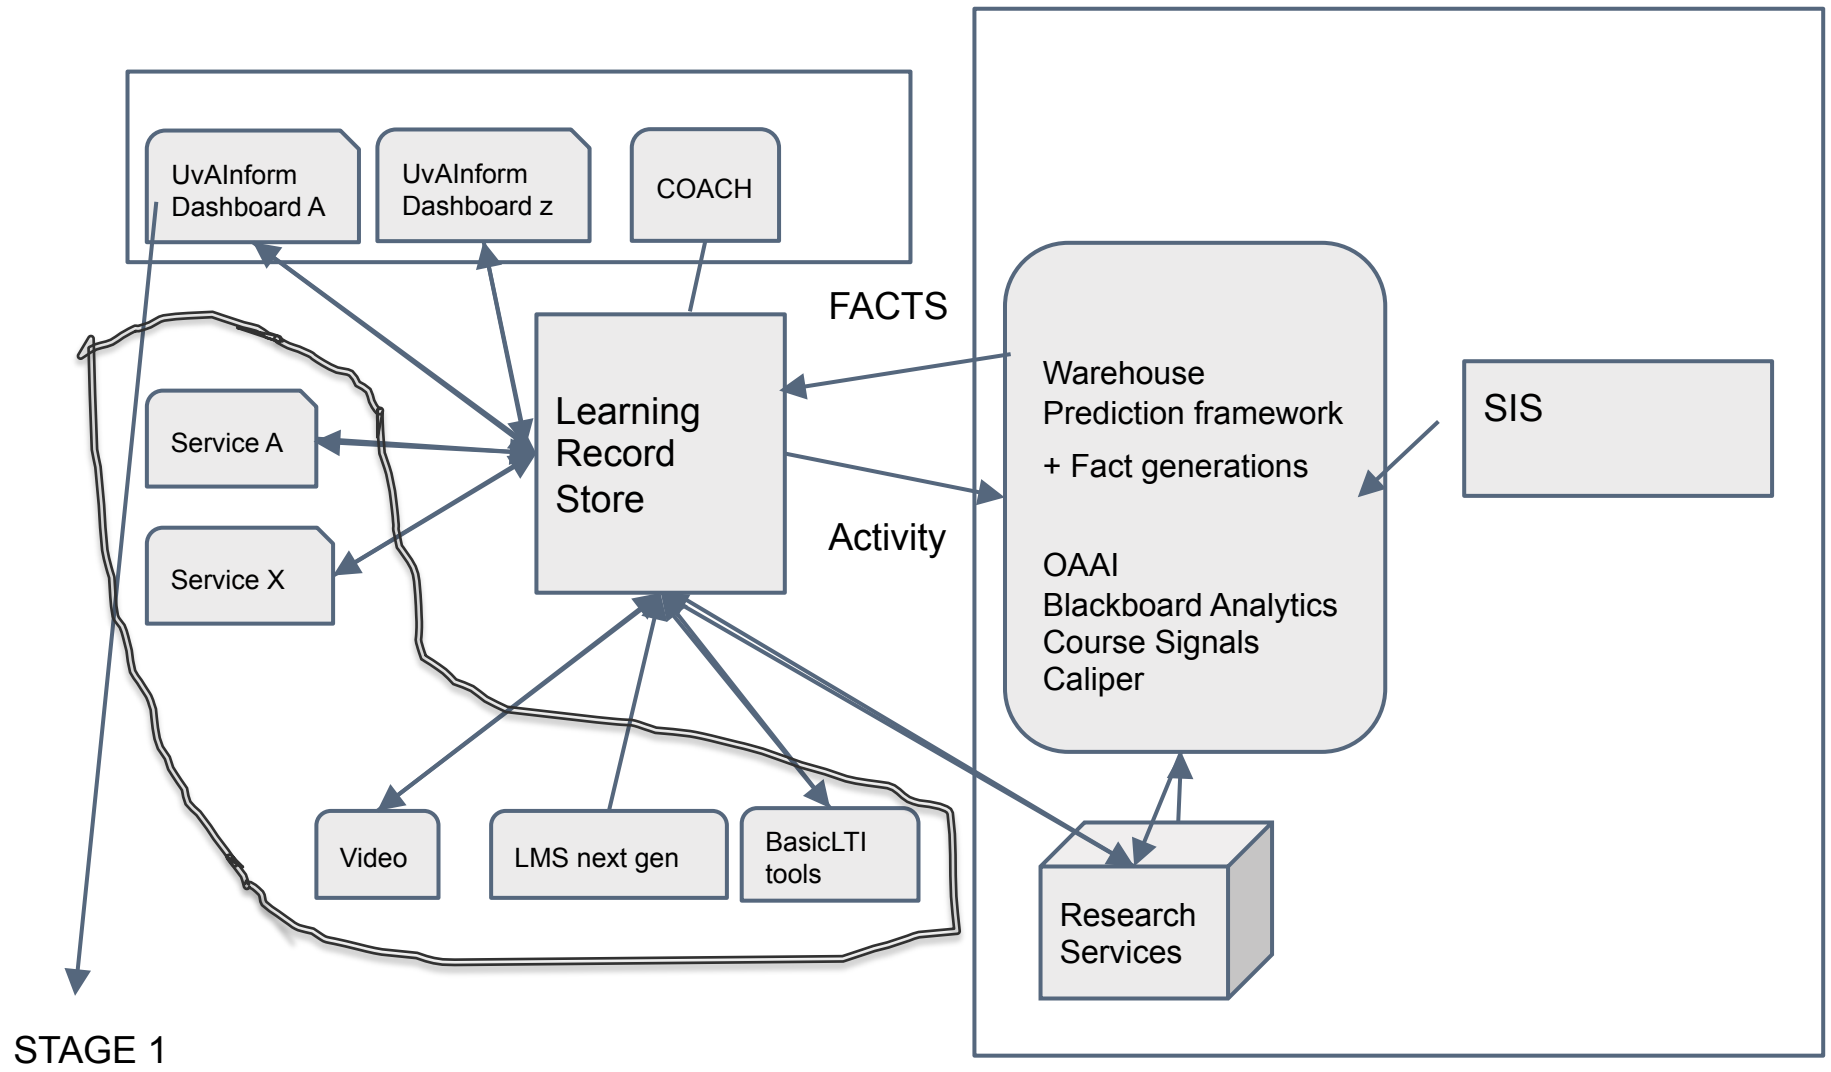 UvAInform
Dashboard A
UvAInform
Dashboard z
COACH
FACTS
Learning
Record
Store
Service A
Service X
Activity
Warehouse
Prediction framework
+ Fact generations
OAAI
Blackboard Analytics
Course Signals
Caliper
SIS
Video
LMS next gen
BasicLTI
tools
Research
Services
STAGE 1